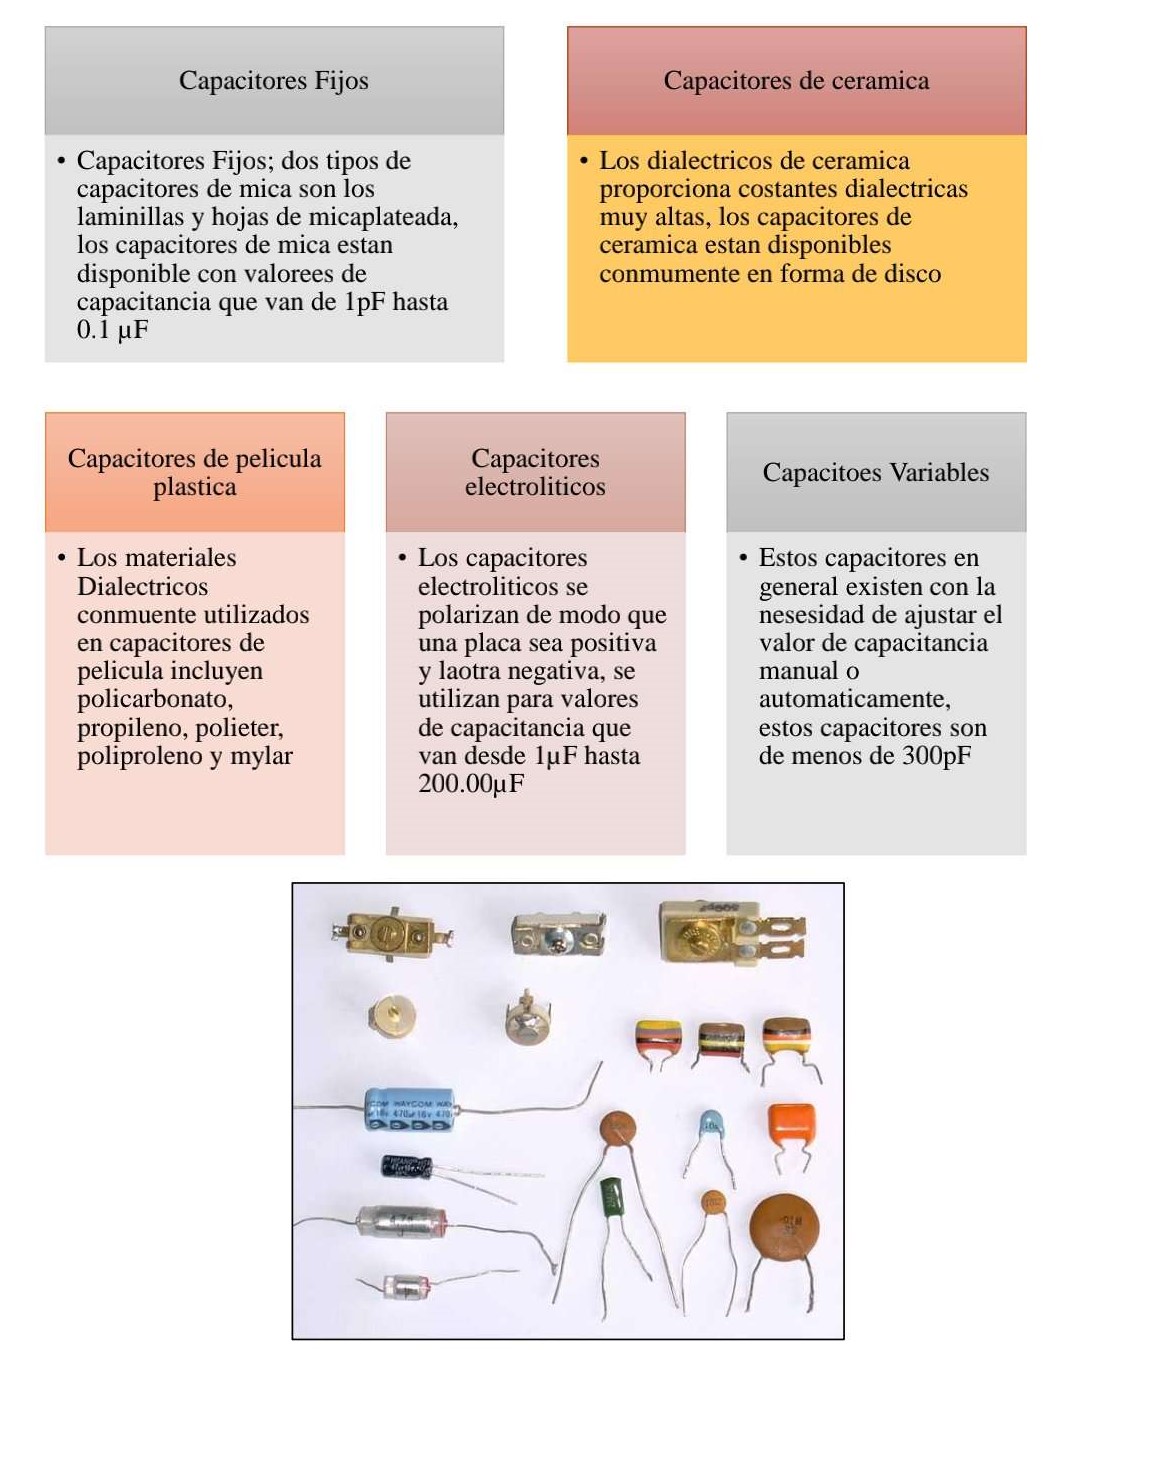 Capacitores Fijos
• Capacitores Fijos; dos tipos de
capacitores de mica son los
laminillas y hojas de micaplateada,
los capacitores de mica estan
disponible con valorees de
capacitancia que van de 1pF hasta
0.1 µF
Capacitores de ceramica
• Los dialectricos de ceramica
proporciona costantes dialectricas
muy altas, los capacitores de
ceramica estan disponibles
conmumente en forma de disco
Capacitores de pelicula
plastica
• Los materiales
Dialectricos
conmuente utilizados
en capacitores de
pelicula incluyen
policarbonato,
propileno, polieter,
poliproleno y mylar
Capacitores
electroliticos
• Los capacitores
electroliticos se
polarizan de modo que
una placa sea positiva
y laotra negativa, se
utilizan para valores
de capacitancia que
van desde 1µF hasta
200.00µF
Capacitoes Variables
• Estos capacitores en
general existen con la
nesesidad de ajustar el
valor de capacitancia
manual o
automaticamente,
estos capacitores son
de menos de 300pF
WAYCOM
16v 470µF 16v 470